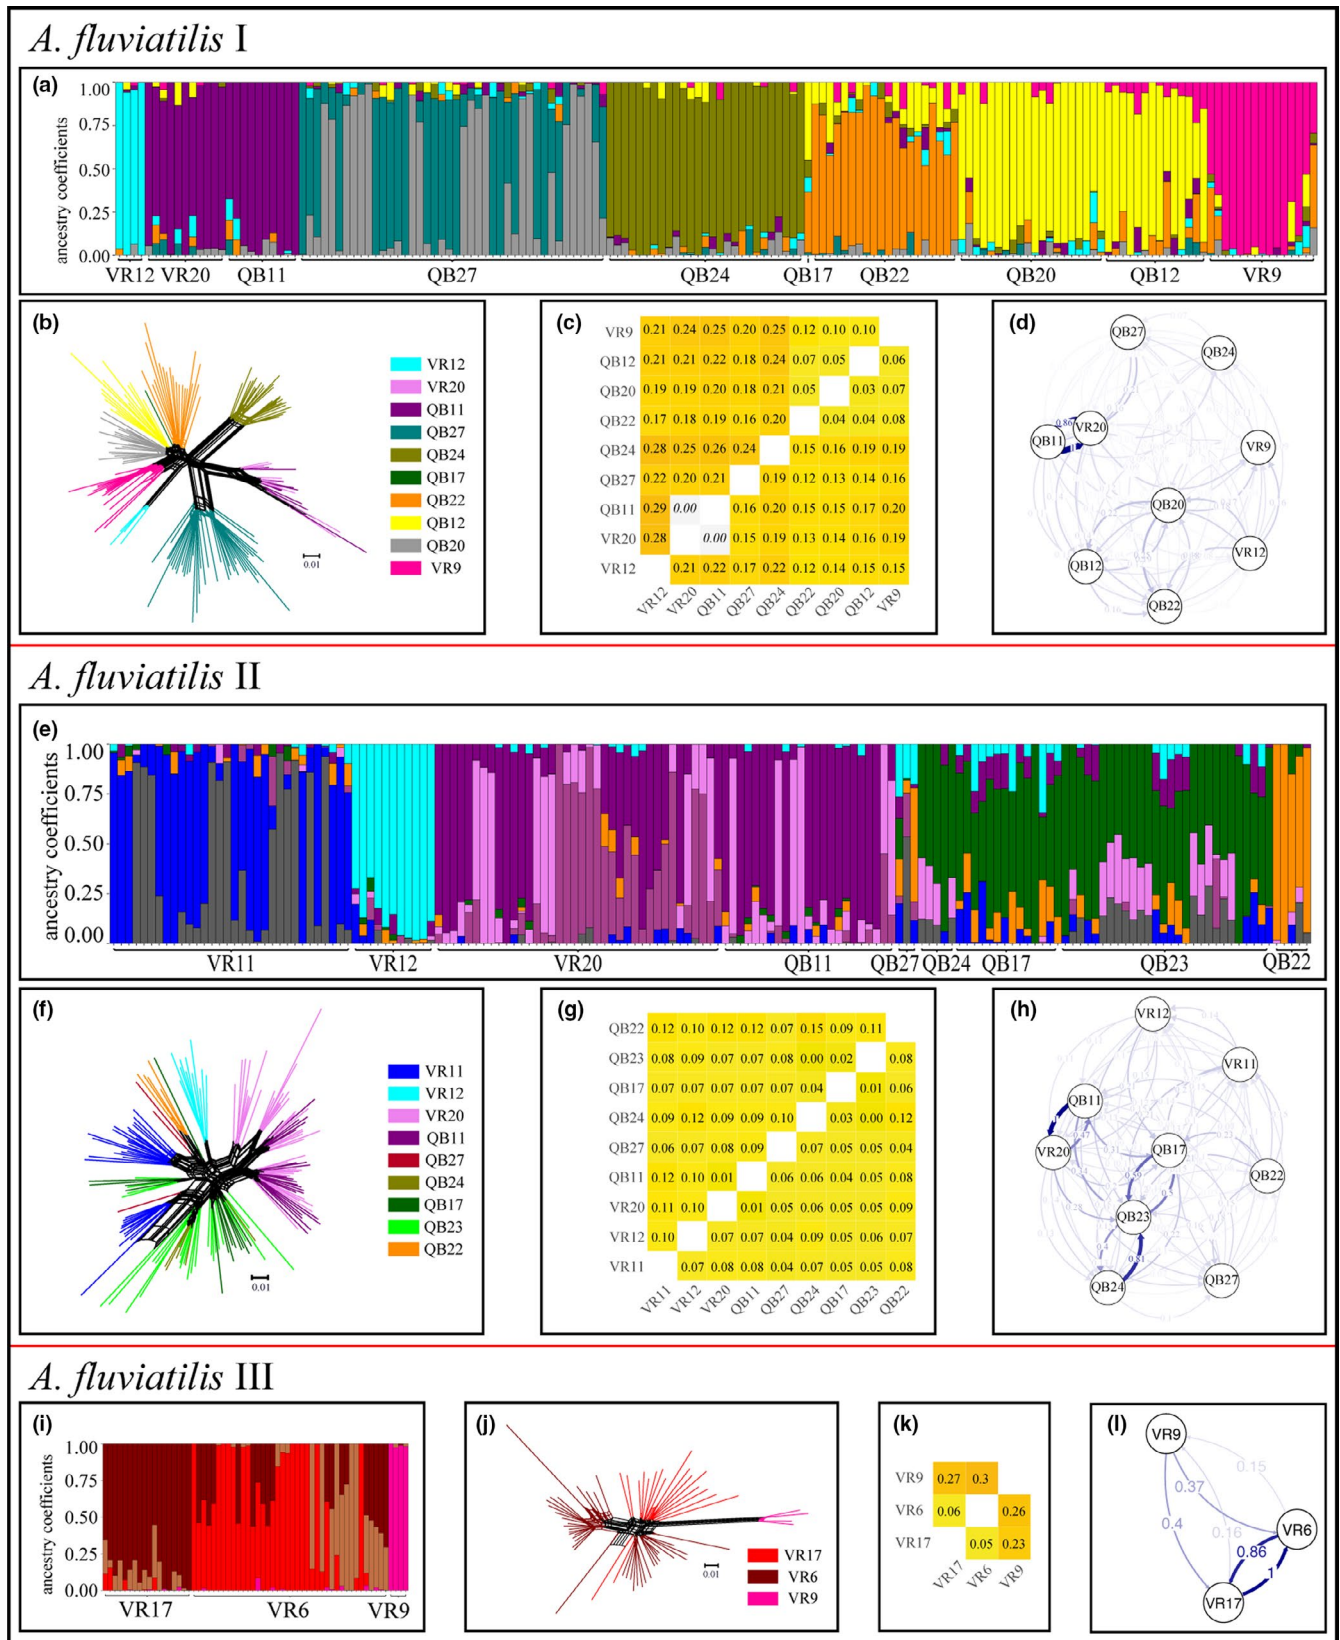 A. fluviatilis I
(a)
ancestry coefficients
1.00
0.75
0.50
0.25
0.00
VR12 VR20 QB11 QB27 QB24 QB17 QB22 QB20 QB12 VR9
(b)
VR12
VR20
QB11
QB27
QB24
QB17
QB22
QB12
QB20
VR9
0.01
(c)
VR9 0.21 0.24 0.25 0.20 0.25 0.12 0.10 0.10
QB12 0.21 0.21 0.22 0.18 0.24 0.07 0.05 0.06
QB20 0.19 0.19 0.20 0.18 0.21 0.05 0.03 0.07
QB22 0.17 0.18 0.19 0.16 0.20 0.04 0.04 0.08
QB24 0.28 0.25 0.26 0.24 0.15 0.16 0.19 0.19
QB27 0.22 0.20 0.21 0.19 0.12 0.13 0.14 0.16
QB11 0.29 0.00 0.16 0.20 0.15 0.15 0.17 0.20
VR20 0.28 0.00 0.15 0.19 0.13 0.14 0.16 0.19
VR12 0.21 0.22 0.17 0.22 0.12 0.14 0.15 0.15
VR12 VR20 QB11 QB27 QB24 QB22 QB20 QB12 VR9
(d)
QB27
QB24
0.86
VR20
QB11
VR9
QB20
VR12
QB12
0.16
QB22
A. fluviatilis II
(e)
ancestry coefficients
1.00
0.75
0.50
0.25
0.00
VR11 VR12 VR20 QB11 QB27 QB24 QB17 QB23 QB22
(f)
VR11
VR12
VR20
QB11
QB27
QB24
QB17
QB23
QB22
0.01
(g)
QB22 0.12 0.10 0.12 0.12 0.07 0.15 0.09 0.11
QB23 0.08 0.09 0.07 0.07 0.08 0.00 0.02 0.08
QB17 0.07 0.07 0.07 0.07 0.07 0.04 0.01 0.06
QB24 0.09 0.12 0.09 0.09 0.10 0.03 0.00 0.12
QB27 0.06 0.07 0.08 0.09 0.07 0.05 0.05 0.04
QB11 0.12 0.10 0.01 0.06 0.06 0.04 0.05 0.08
VR20 0.11 0.10 0.01 0.05 0.06 0.05 0.05 0.09
VR12 0.10 0.07 0.07 0.04 0.09 0.05 0.06 0.07
VR11 0.07 0.08 0.08 0.04 0.07 0.05 0.05 0.08
VR11 VR12 VR20 QB11 QB27 QB24 QB17 QB23 QB22
(h)
VR12
VR11
QB11
0.47
VR20
QB17
0.31
QB22
QB23
0.4
0.81
QB24
QB27
A. fluviatilis III
(i)
ancestry coefficients
1.00
0.75
0.50
0.25
0.00
VR17 VR6 VR9
(j)
VR17
VR6
VR9
0.01
(k)
VR9 0.27 0.3
VR6 0.06 0.26
VR17 0.05 0.23
VR17 VR6 VR9
(l)
VR9
0.15
0.37
0.4
0.16
VR6
0.86
1
VR17